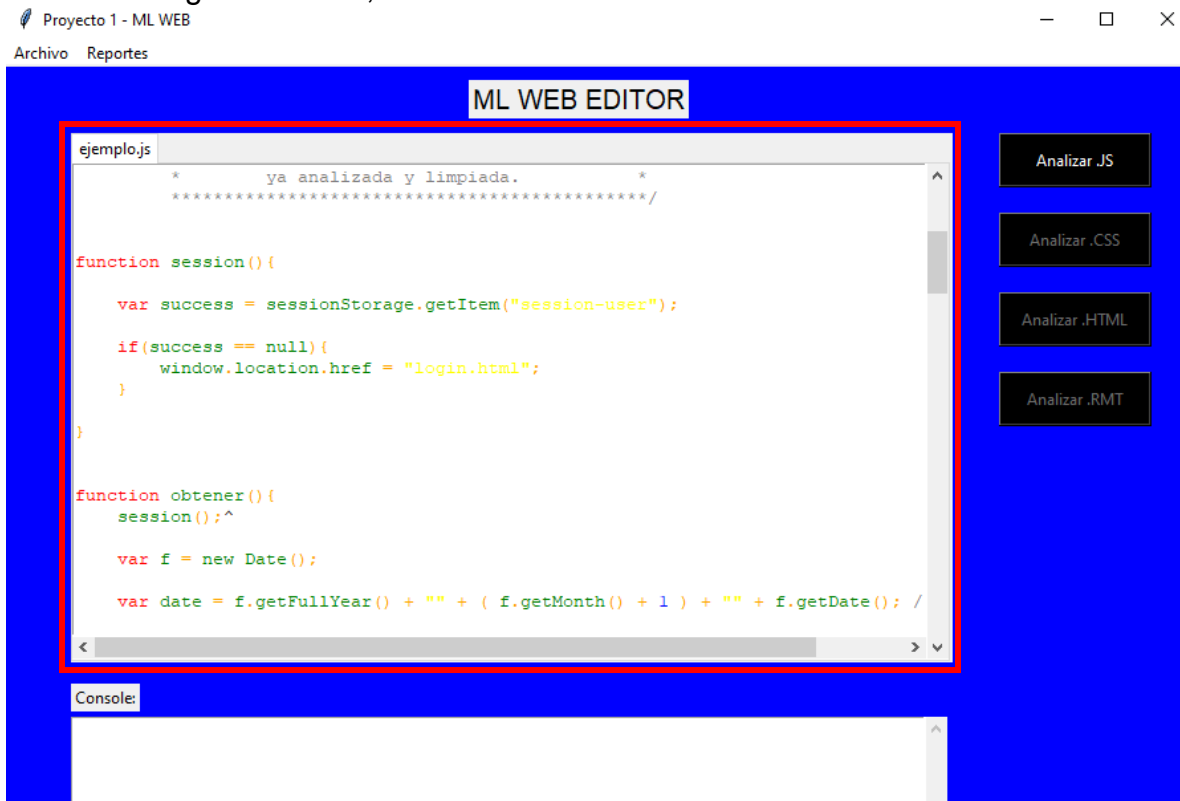 Proyecto 1 - ML WEB
Archivo Reportes
ML WEB EDITOR
ejemplo.js
* ya analizada y limpiada. *
*********************************************/
function session(){
var success = sessionStorage.getItem("session-user");
if(success == null){
window.location.href = "login.html";
}
}
function obtener(){
session();^
var f = new Date();
var date = f.getFullYear() + "" + ( f.getMonth() + 1 ) + "" + f.getDate(); /
Analizar .JS
Analizar .CSS
Analizar .HTML
Analizar .RMT
Console: